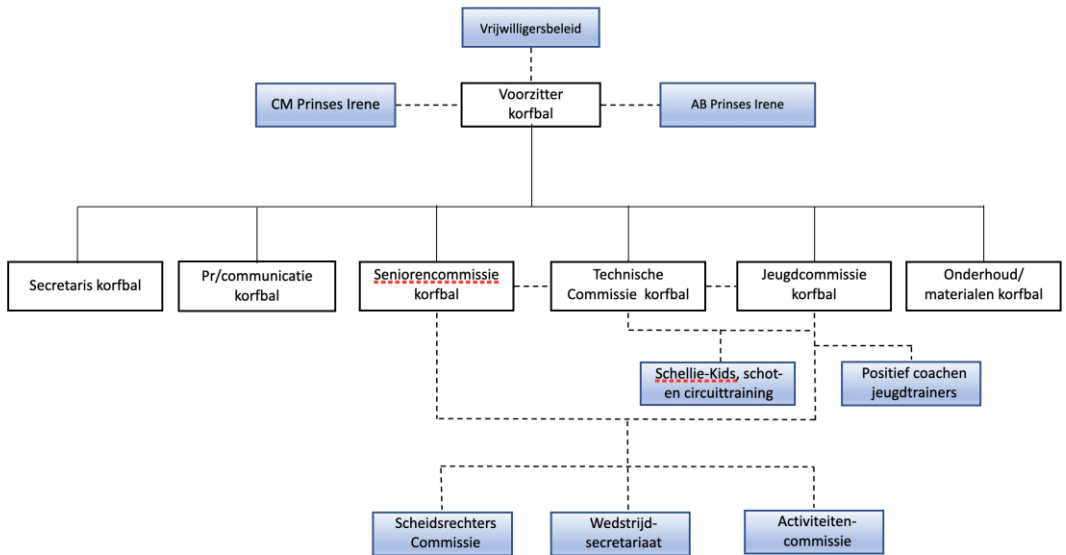 Vrijwilligersbeleid
CM Prinses Irene
Voorzitter
korfbal
AB Prinses Irene
Secretaris korfbal
Pr/communicatie
korfbal
Seniorencommissie
korfbal
Technische
Commissie korfbal
Jeugdcommissie
korfbal
Onderhoud/
materialen korfbal
Schellie-Kids, schot-
en circuittraining
Positief coachen
jeugdtrainers
Scheidsrechters
Commissie
Wedstrijd-
secretariaat
Activiteiten-
commissie